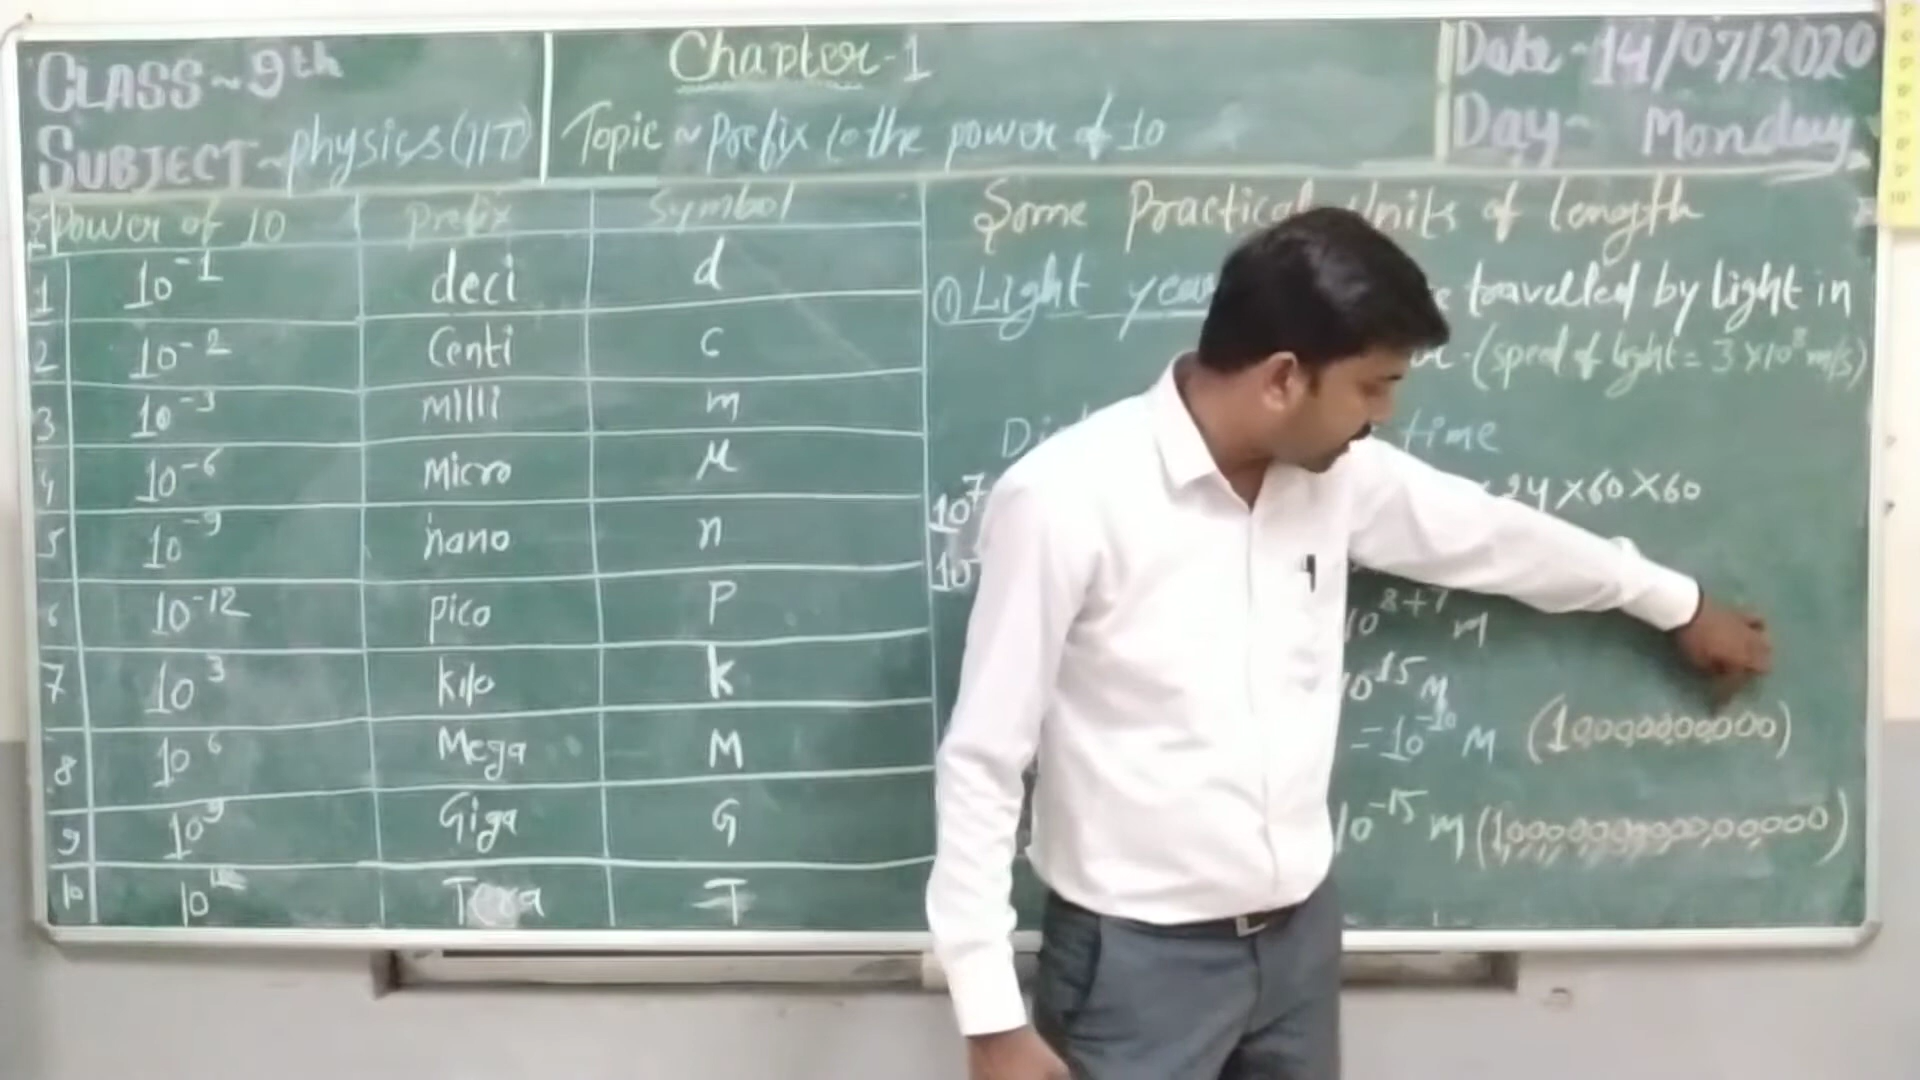 CLASS~9th
SUBJECT~physics(IIT)
Chapter-1
Topic ~ Prefix to the power of 10
Date-14/07/2020
Day- Monday
Power of 10 prefix symbol
1 10⁻¹ deci d
2 10⁻² Centi c
3 10⁻³ Milli m
4 10⁻⁶ Micro μ
5 10⁻⁹ nano n
6 10⁻¹² pico P
7 10³ kilo k
8 10⁶ Mega M
9 10⁹ Giga G
10 10 Tera T
Some Practical Units of length
① Light year travelled by light in
(speed of light = 3×10⁸ m/s)
time
10⁷ 24×60×60
10
10⁸⁺⁷ m
10¹⁵ m
=10⁻¹⁰ M (10000000000)
10⁻¹⁵ m